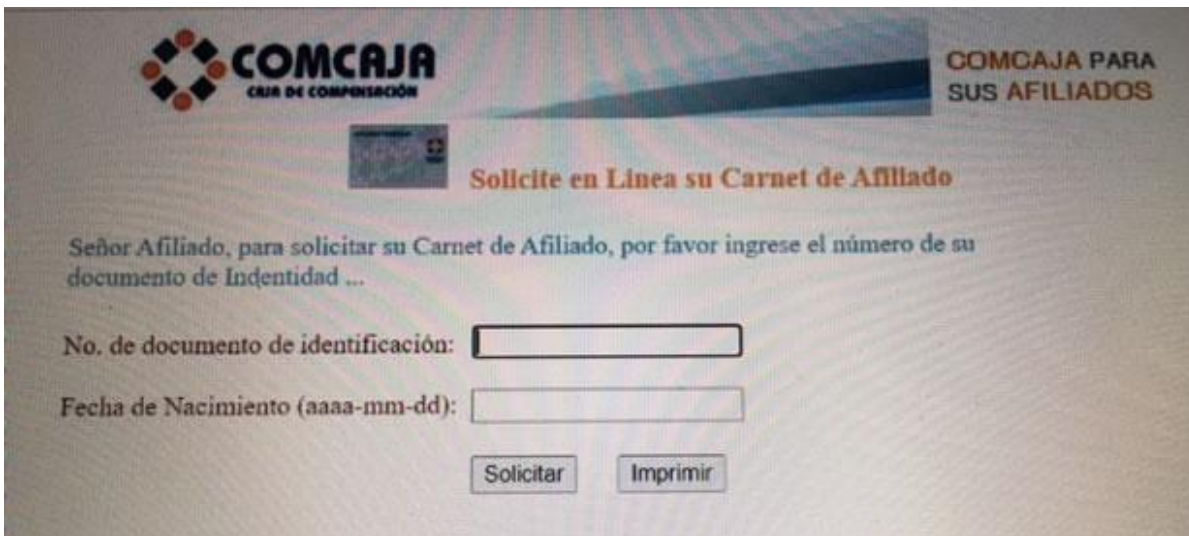 COMCAJA
CAJA DE COMPENSACIÓN
COMCAJA PARA
SUS AFILIADOS
Solicite en Linea su Carnet de Afiliado
Señor Afiliado, para solicitar su Carnet de Afiliado, por favor ingrese el número de su
documento de Indentidad ...
No. de documento de identificación:
Fecha de Nacimiento (aaaa-mm-dd):
Solicitar Imprimir